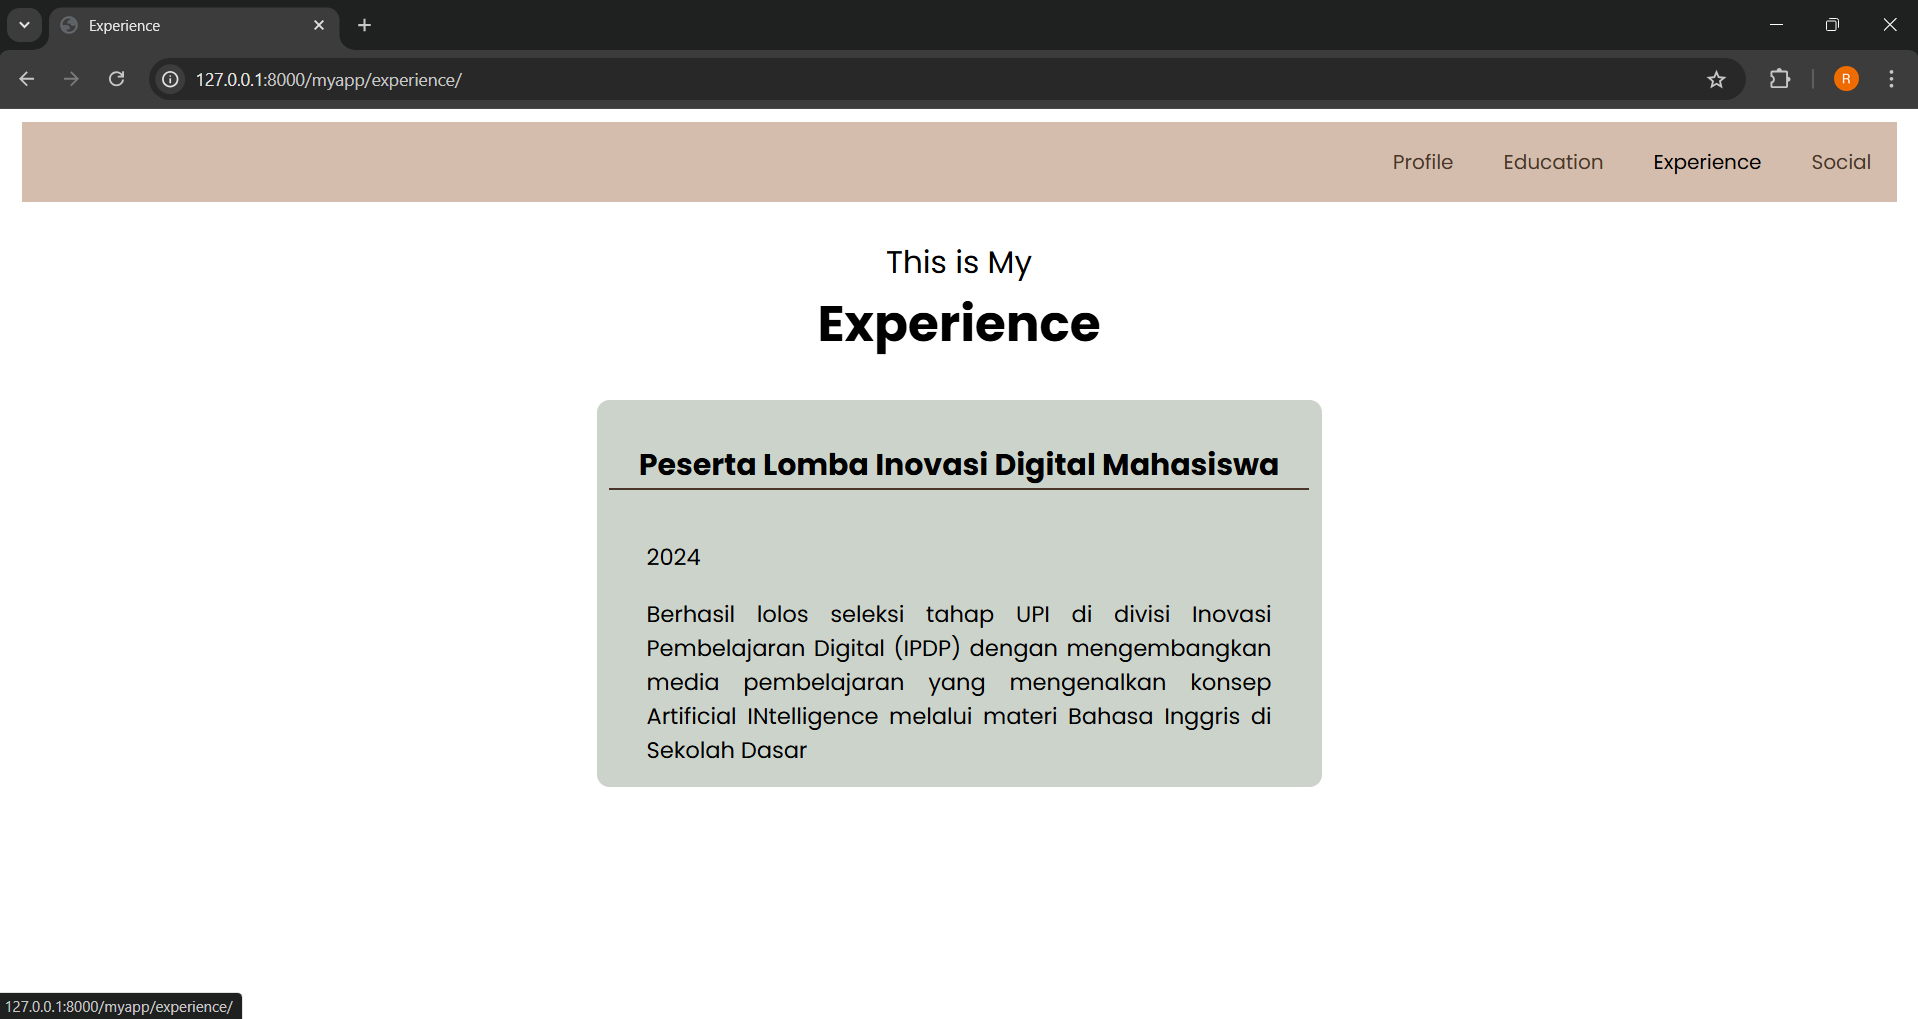 Experience
127.0.0.1:8000/myapp/experience/
R
Profile Education Experience Social
This is My
Experience
Peserta Lomba Inovasi Digital Mahasiswa
2024
Berhasil lolos seleksi tahap UPI di divisi Inovasi
Pembelajaran Digital (IPDP) dengan mengembangkan
media pembelajaran yang mengenalkan konsep
Artificial INtelligence melalui materi Bahasa Inggris di
Sekolah Dasar
127.0.0.1:8000/myapp/experience/